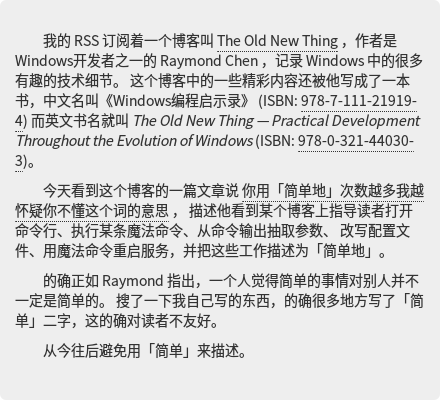 我的 RSS 订阅着一个博客叫 The Old New Thing ，作者是
Windows开发者之一的 Raymond Chen ，记录 Windows 中的很多
有趣的技术细节。 这个博客中的一些精彩内容还被他写成了一本
书，中文名叫《Windows编程启示录》 (ISBN: 978-7-111-21919-
4) 而英文书名就叫 The Old New Thing — Practical Development
Throughout the Evolution of Windows (ISBN: 978-0-321-44030-
3)。
今天看到这个博客的一篇文章说 你用「简单地」次数越多我越
怀疑你不懂这个词的意思 ， 描述他看到某个博客上指导读者打开
命令行、执行某条魔法命令、从命令输出抽取参数、 改写配置文
件、用魔法命令重启服务，并把这些工作描述为「简单地」。
的确正如 Raymond 指出，一个人觉得简单的事情对别人并不
一定是简单的。 搜了一下我自己写的东西，的确很多地方写了「简
单」二字，这的确对读者不友好。
从今往后避免用「简单」来描述。